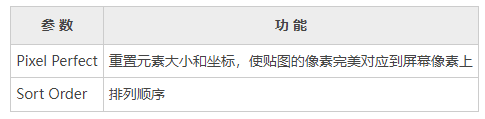 参 数 功 能
Pixel Perfect 重置元素大小和坐标，使贴图的像素完美对应到屏幕像素上
Sort Order 排列顺序